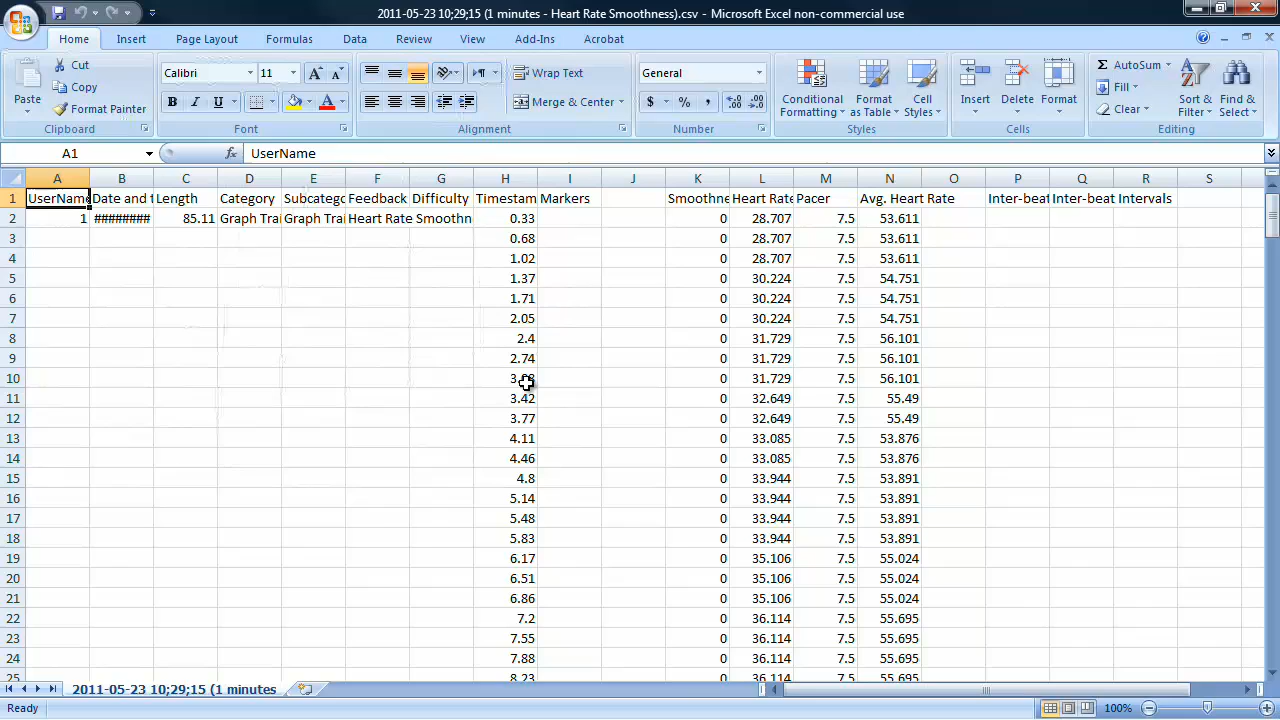 2011-05-23 10;29;15 (1 minutes - Heart Rate Smoothness).csv - Microsoft Excel non-commercial use
Home Insert Page Layout Formulas Data Review View Add-Ins Acrobat
Paste Cut Copy Format Painter Clipboard
Calibri 11 B I U A A A Font
Wrap Text Merge & Center Alignment
General $ % , .0 .00 .00 .0 Number
Conditional Formatting Format as Table Cell Styles Styles
Insert Delete Format Cells
Σ AutoSum Fill Clear Sort & Filter Find & Select Editing
A1 fx UserName
A B C D E F G H I J K L M N O P Q R S
1 UserName Date and t Length Category Subcatego Feedback Difficulty Timestam Markers Smoothne Heart Rate Pacer Avg. Heart Rate Inter-beat Inter-beat Intervals
2 1 ######## 85.11 Graph Trai Graph Trai Heart Rate Smoothn 0.33 0 28.707 7.5 53.611
3 0.68 0 28.707 7.5 53.611
4 1.02 0 28.707 7.5 53.611
5 1.37 0 30.224 7.5 54.751
6 1.71 0 30.224 7.5 54.751
7 2.05 0 30.224 7.5 54.751
8 2.4 0 31.729 7.5 56.101
9 2.74 0 31.729 7.5 56.101
10 0 31.729 7.5 56.101
11 3.42 0 32.649 7.5 55.49
12 3.77 0 32.649 7.5 55.49
13 4.11 0 33.085 7.5 53.876
14 4.46 0 33.085 7.5 53.876
15 4.8 0 33.944 7.5 53.891
16 5.14 0 33.944 7.5 53.891
17 5.48 0 33.944 7.5 53.891
18 5.83 0 33.944 7.5 53.891
19 6.17 0 35.106 7.5 55.024
20 6.51 0 35.106 7.5 55.024
21 6.86 0 35.106 7.5 55.024
22 7.2 0 36.114 7.5 55.695
23 7.55 0 36.114 7.5 55.695
24 7.88 0 36.114 7.5 55.695
25 8.23 0 36.114 7.5 55.695
2011-05-23 10;29;15 (1 minutes
Ready 100%